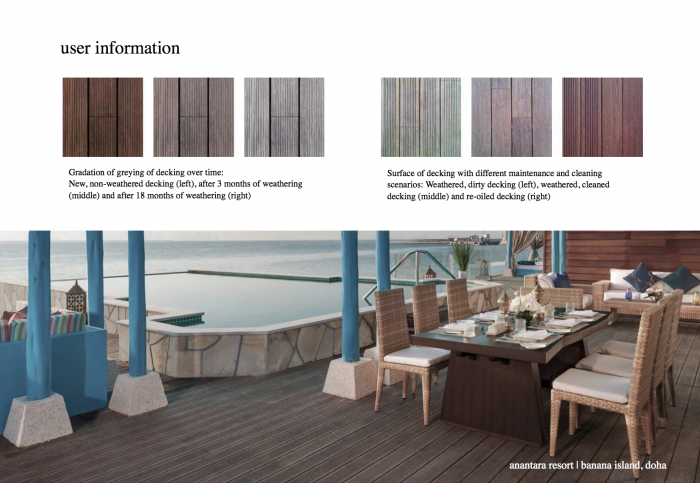 user information
Gradation of greying of decking over time:
New, non-weathered decking (left), after 3 months of weathering
(middle) and after 18 months of weathering (right)
Surface of decking with different maintenance and cleaning
scenarios: Weathered, dirty decking (left), weathered, cleaned
decking (middle) and re-oiled decking (right)
anantara resort | banana island, doha